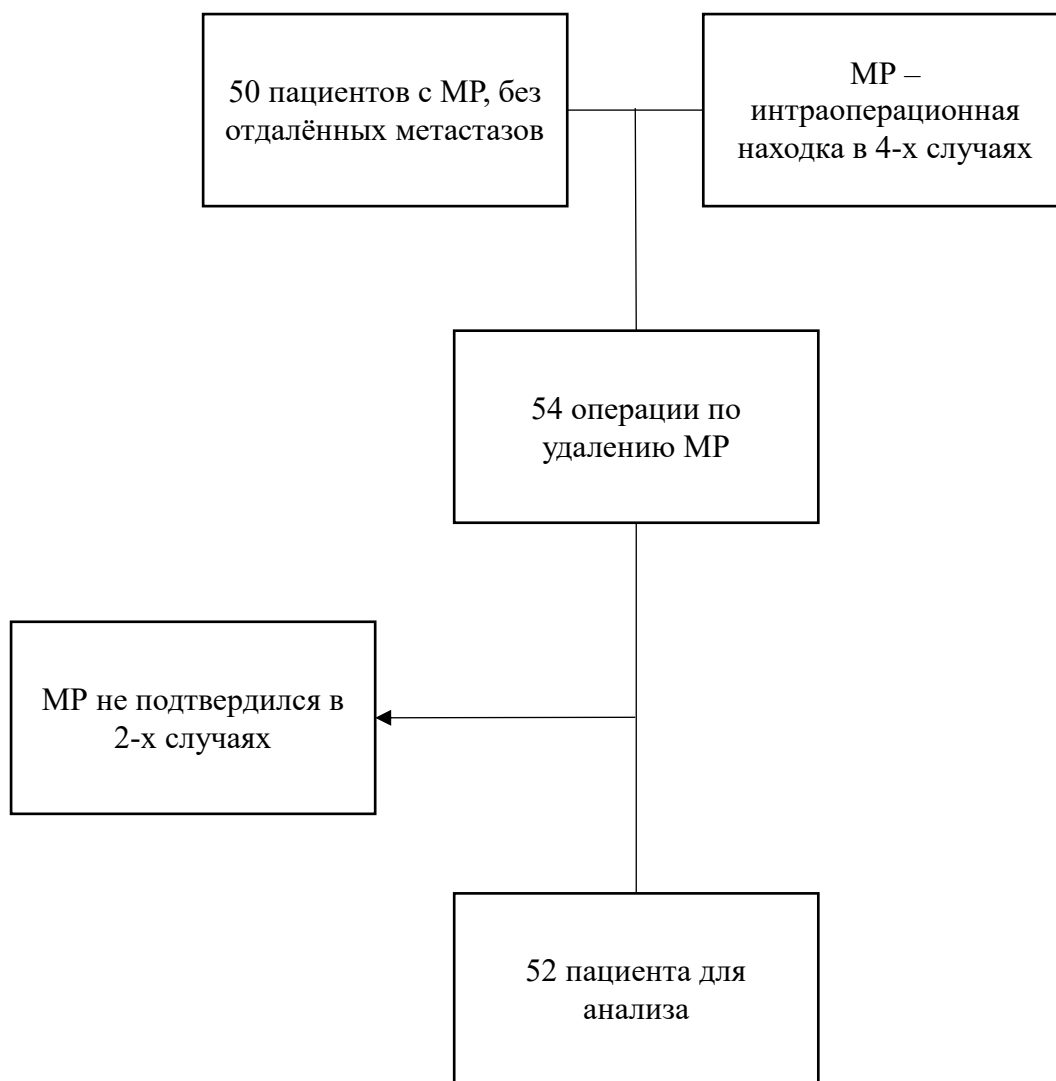 50 пациентов с МР, без
отдалённых метастазов
МР –
интраоперационная
находка в 4-х случаях
54 операции по
удалению МР
МР не подтвердился в
2-х случаях
52 пациента для
анализа